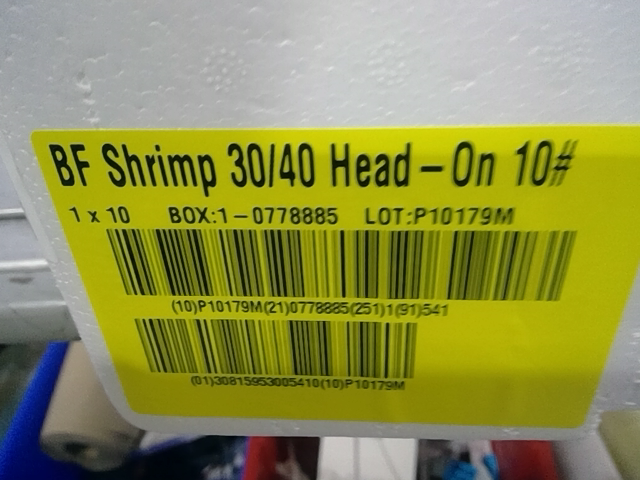 BF Shrimp 30/40 Head-On 10#
1 x 10 BOX:1-0778885 LOT:P10179M
(10)P10179M(21)0778885(251)1(91)541
(01)30815953005410(10)P10179M